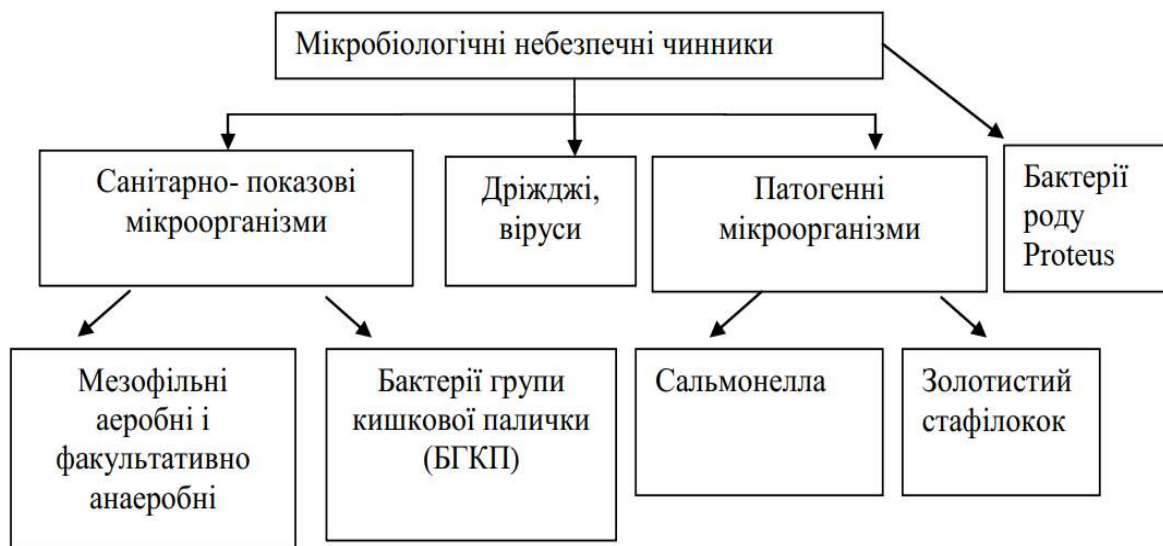 Мікробіологічні небезпечні чинники
Санітарно- показові
мікроорганізми
Дріжджі,
віруси
Патогенні
мікроорганізми
Бактерії
роду
Proteus
Мезофільні
аеробні і
факультативно
анаеробні
Бактерії групи
кишкової палички
(БГКП)
Сальмонелла
Золотистий
стафілокок